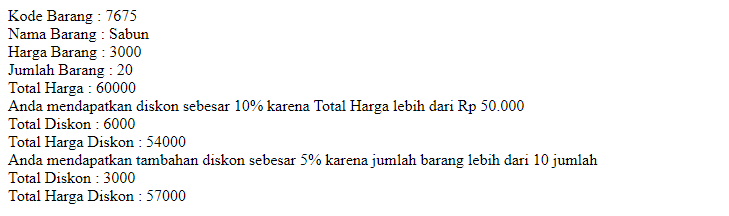 Kode Barang : 7675
Nama Barang : Sabun
Harga Barang : 3000
Jumlah Barang : 20
Total Harga : 60000
Anda mendapatkan diskon sebesar 10% karena Total Harga lebih dari Rp 50.000
Total Diskon : 6000
Total Harga Diskon : 54000
Anda mendapatkan tambahan diskon sebesar 5% karena jumlah barang lebih dari 10 jumlah
Total Diskon : 3000
Total Harga Diskon : 57000